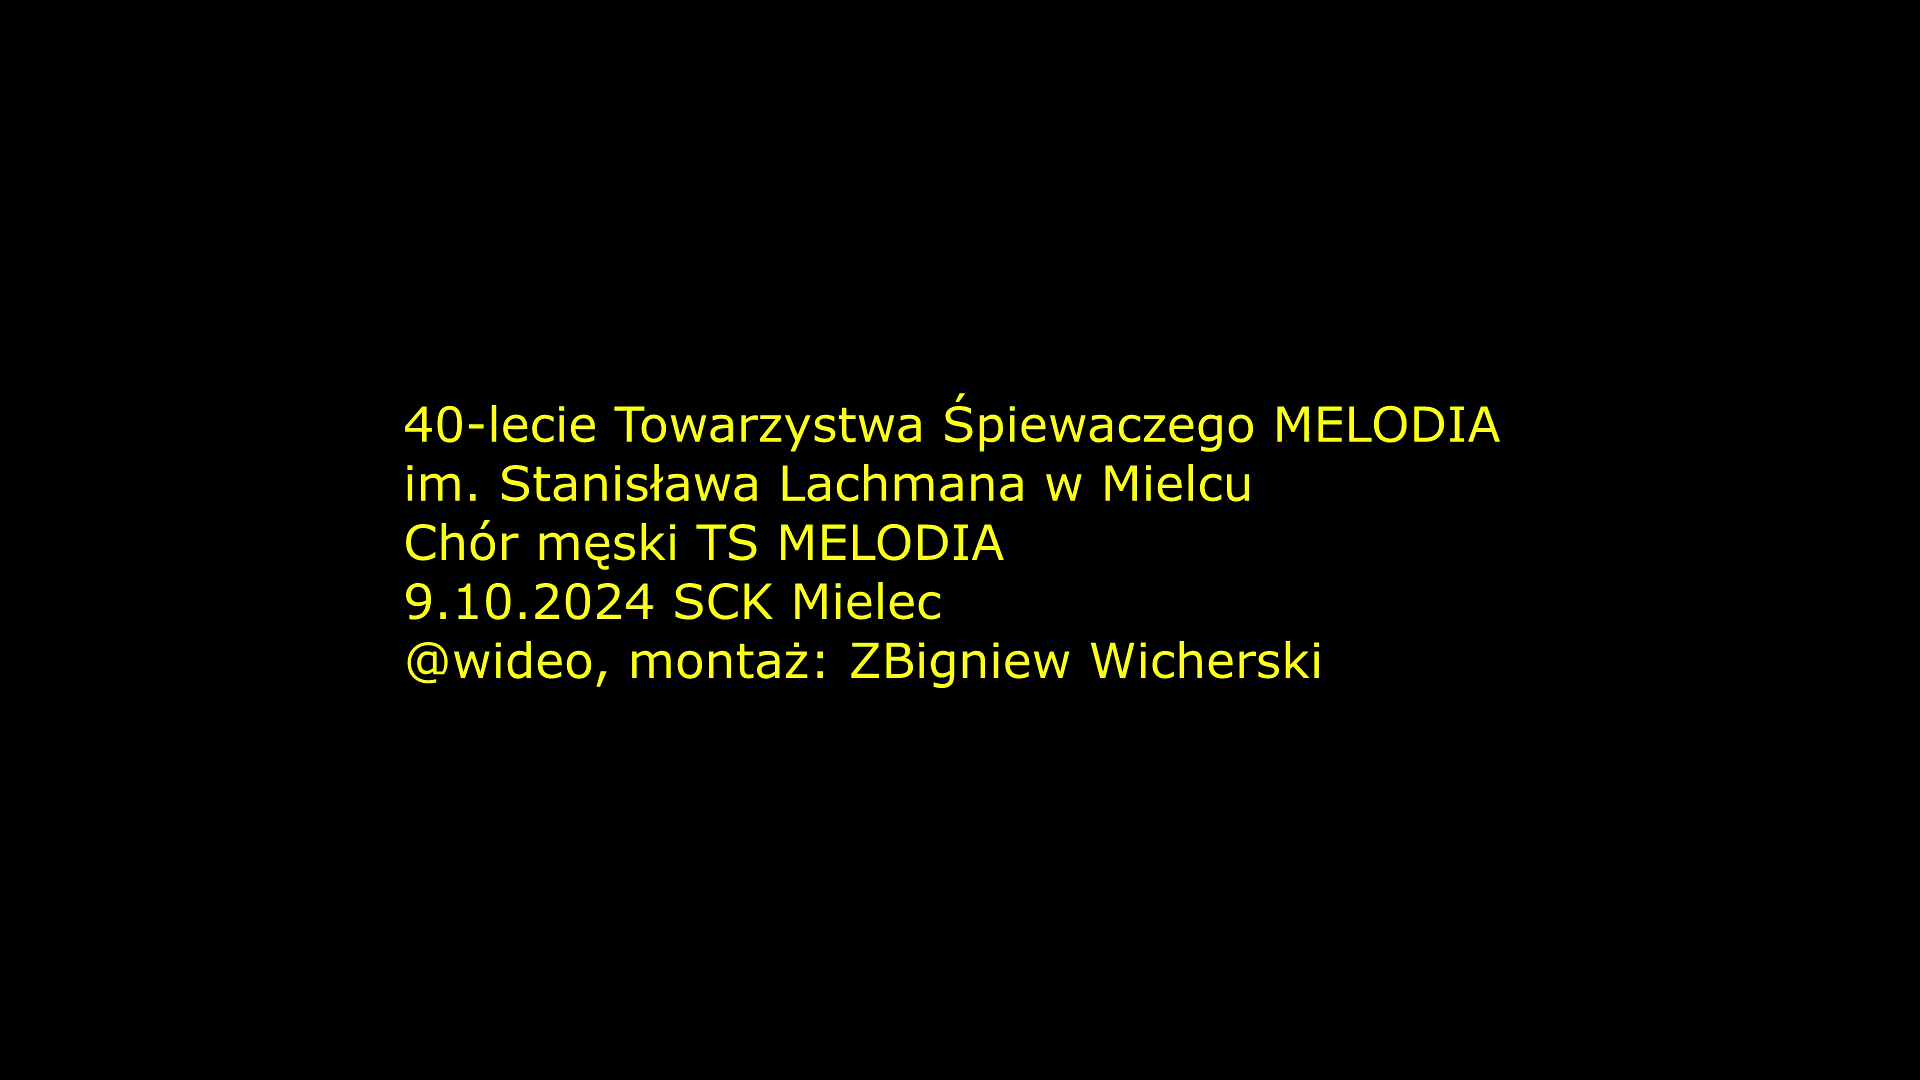 40-lecie Towarzystwa Śpiewaczego MELODIA
im. Stanisława Lachmana w Mielcu
Chór męski TS MELODIA
9.10.2024 SCK Mielec
@wideo, montaż: ZBigniew Wicherski